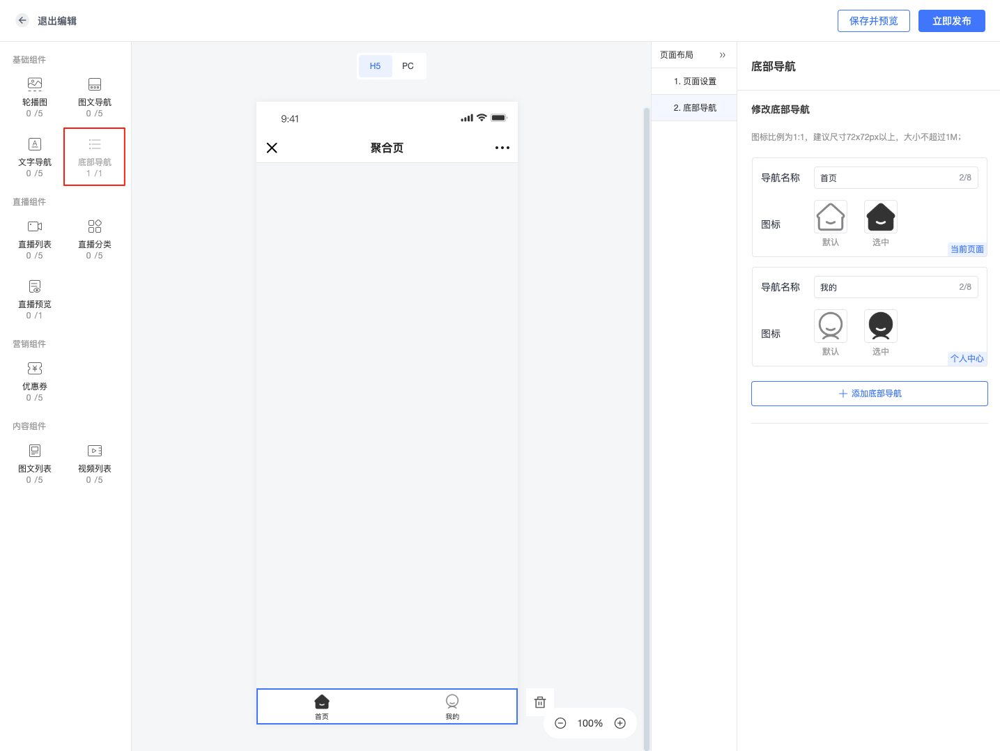 退出编辑
保存并预览
立即发布
基础组件
轮播图
0 /5
图文导航
0 /5
文字导航
0 /5
底部导航
1 /1
直播组件
直播列表
0 /5
直播分类
0 /5
直播预览
0 /1
营销组件
优惠券
0 /5
内容组件
图文列表
0 /5
视频列表
0 /5
H5
PC
9:41
聚合页
首页
我的
100%
页面布局
1. 页面设置
2. 底部导航
底部导航
修改底部导航
图标比例为1:1，建议尺寸72x72px以上，大小不超过1M；
导航名称
首页
2/8
图标
默认
选中
当前页面
导航名称
我的
2/8
图标
默认
选中
个人中心
添加底部导航